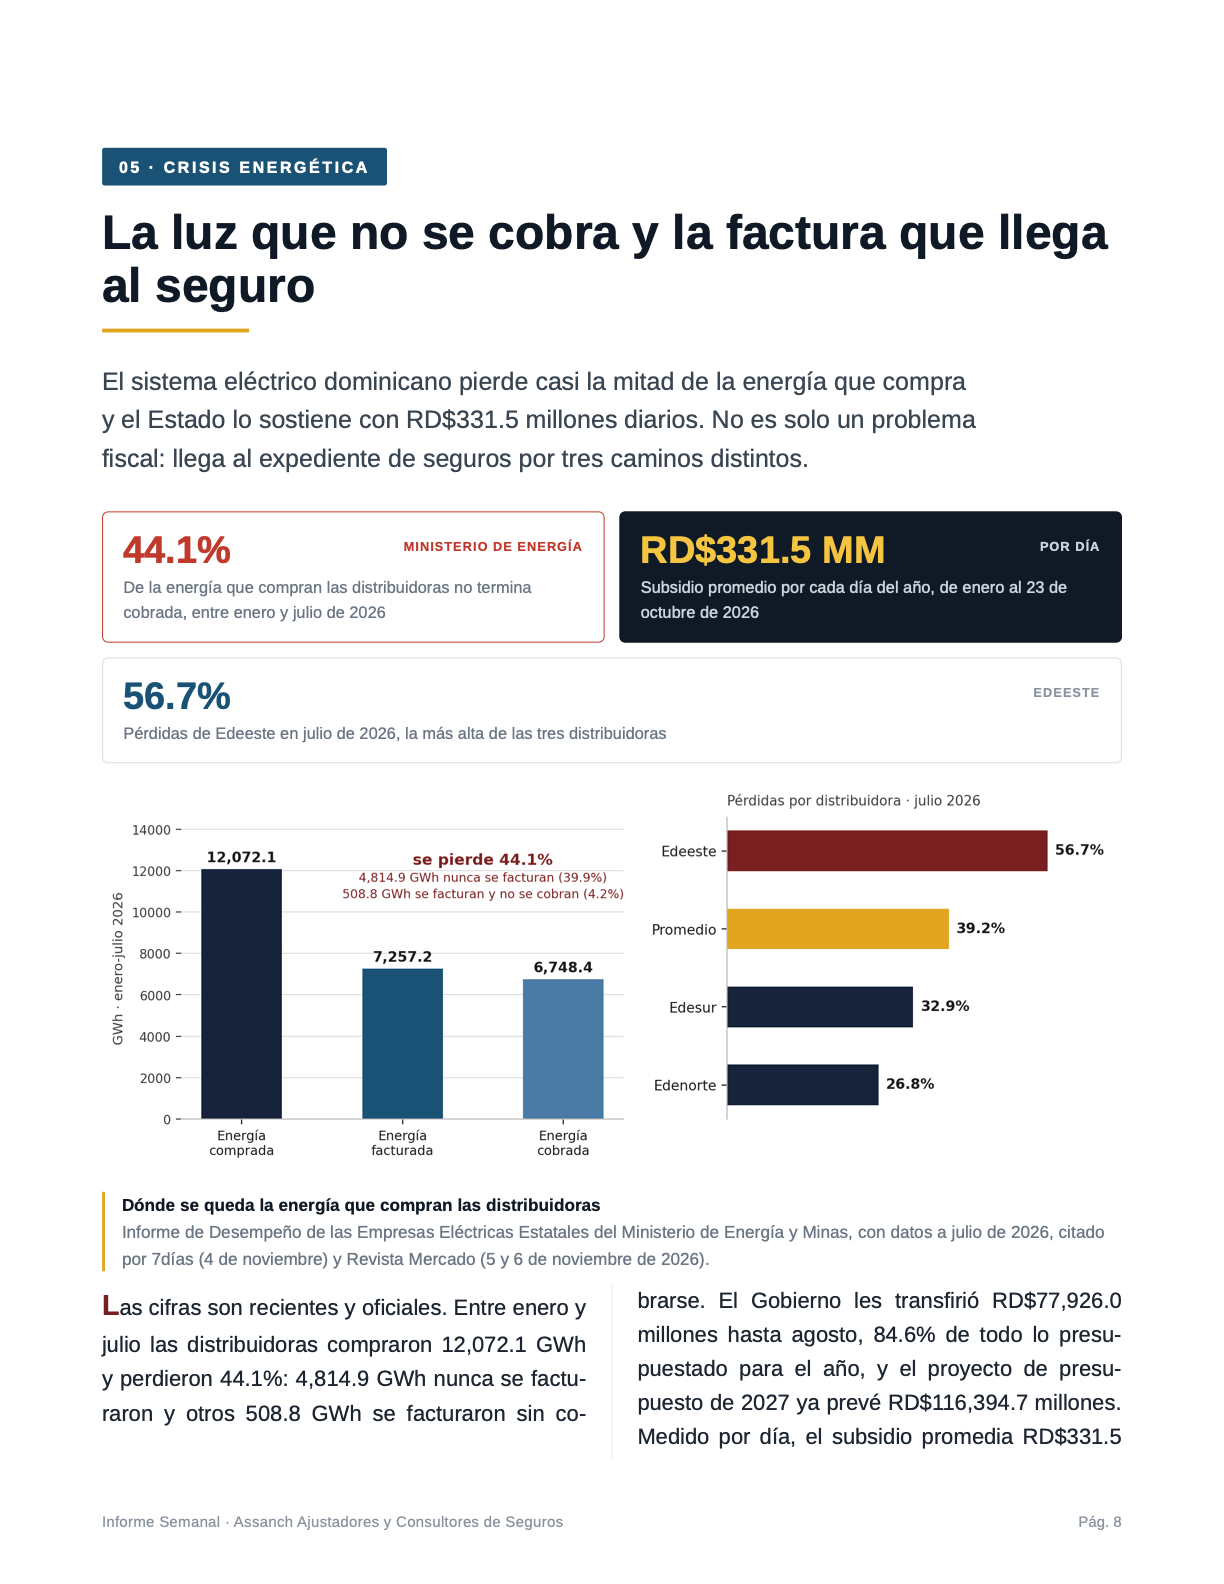 05 · CRISIS ENERGÉTICA
La luz que no se cobra y la factura que llega
al seguro
El sistema eléctrico dominicano pierde casi la mitad de la energía que compra
y el Estado lo sostiene con RD$331.5 millones diarios. No es solo un problema
fiscal: llega al expediente de seguros por tres caminos distintos.
44.1%
MINISTERIO DE ENERGÍA
De la energía que compran las distribuidoras no termina
cobrada, entre enero y julio de 2026
RD$331.5 MM
POR DÍA
Subsidio promedio por cada día del año, de enero al 23 de
octubre de 2026
56.7%
EDEESTE
Pérdidas de Edeeste en julio de 2026, la más alta de las tres distribuidoras
GWh · enero-julio 2026
14000
12000
10000
8000
6000
4000
2000
0
12,072.1
7,257.2
6,748.4
se pierde 44.1%
4,814.9 GWh nunca se facturan (39.9%)
508.8 GWh se facturan y no se cobran (4.2%)
Energía
comprada
Energía
facturada
Energía
cobrada
Pérdidas por distribuidora · julio 2026
Edeeste
56.7%
Promedio
39.2%
Edesur
32.9%
Edenorte
26.8%
Dónde se queda la energía que compran las distribuidoras
Informe de Desempeño de las Empresas Eléctricas Estatales del Ministerio de Energía y Minas, con datos a julio de 2026, citado
por 7días (4 de noviembre) y Revista Mercado (5 y 6 de noviembre de 2026).
Las cifras son recientes y oficiales. Entre enero y
julio las distribuidoras compraron 12,072.1 GWh
y perdieron 44.1%: 4,814.9 GWh nunca se factu-
raron y otros 508.8 GWh se facturaron sin co-
brarse. El Gobierno les transfirió RD$77,926.0
millones hasta agosto, 84.6% de todo lo presu-
puestado para el año, y el proyecto de presu-
puesto de 2027 ya prevé RD$116,394.7 millones.
Medido por día, el subsidio promedia RD$331.5
Informe Semanal · Assanch Ajustadores y Consultores de Seguros
Pág. 8